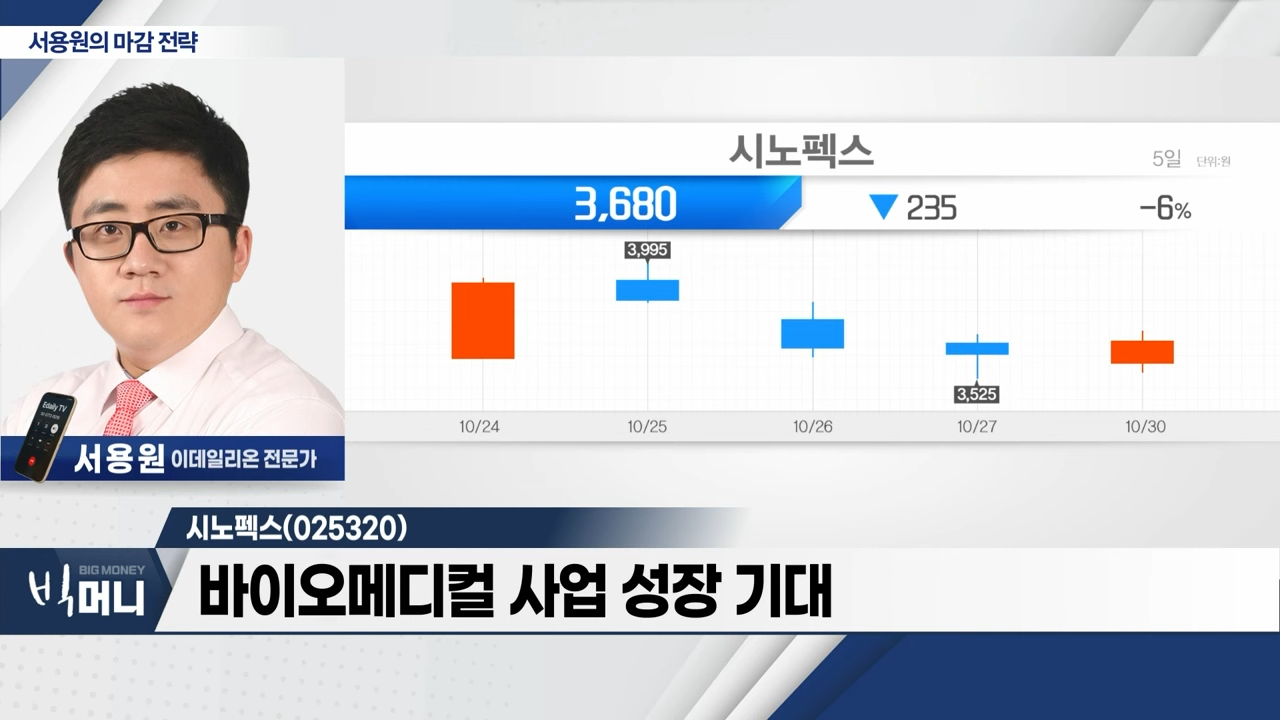 서용원의 마감 전략
시노펙스
5일 단위:원
3,680 ▼ 235 -6%
3,995
3,525
10/24 10/25 10/26 10/27 10/30
Edaily TV
서용원 이데일리온 전문가
시노펙스(025320)
BIG MONEY
빅머니
바이오메디컬 사업 성장 기대